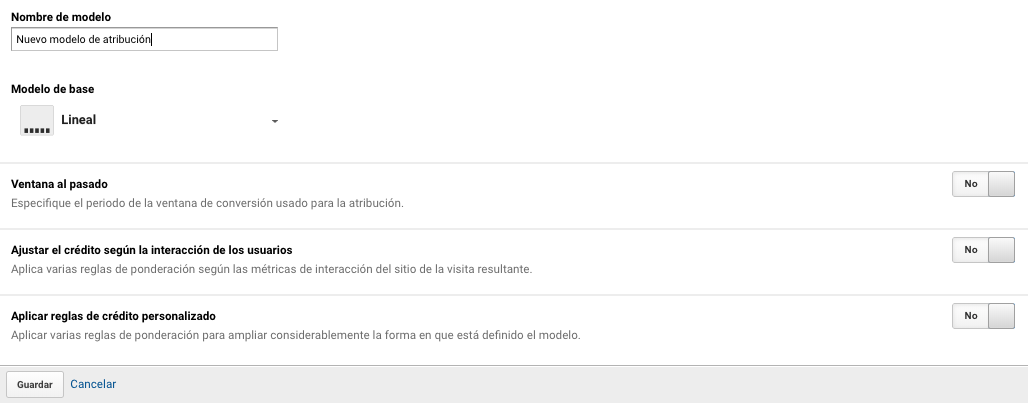 Nombre de modelo
Nuevo modelo de atribución
Modelo de base
Lineal
Ventana al pasado
No
Especifique el periodo de la ventana de conversión usado para la atribución.
Ajustar el crédito según la interacción de los usuarios
No
Aplica varias reglas de ponderación según las métricas de interacción del sitio de la visita resultante.
Aplicar reglas de crédito personalizado
No
Aplicar varias reglas de ponderación para ampliar considerablemente la forma en que está definido el modelo.
Guardar Cancelar